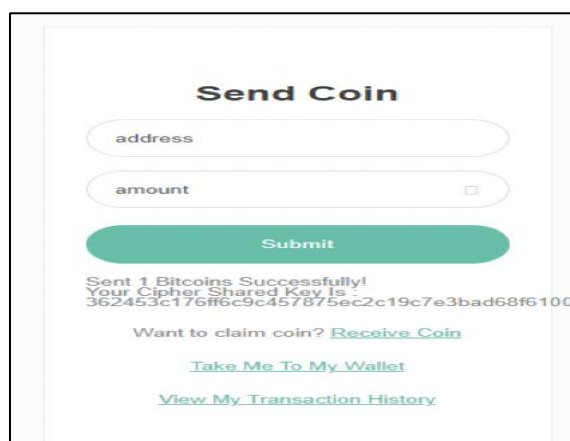 Send Coin
address
amount
Submit
Sent 1 Bitcoins Successfully!
Your Cipher Shared Key Is :
362453c176ff6c9c457875ec2c19c7e3bad68f6100
Want to claim coin? Receive Coin
Take Me To My Wallet
View My Transaction History